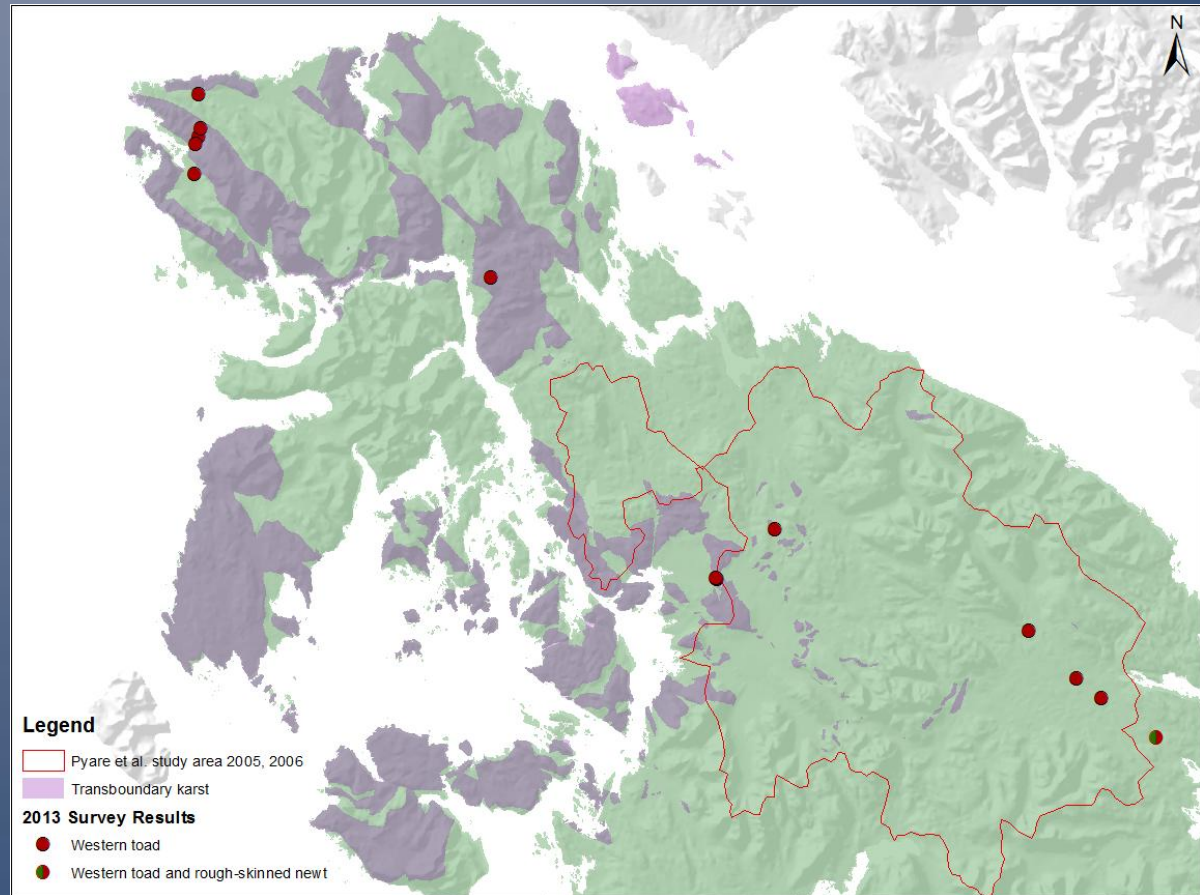 N
Legend
Pyare et al. study area 2005, 2006
Transboundary karst
2013 Survey Results
Western toad
Western toad and rough-skinned newt